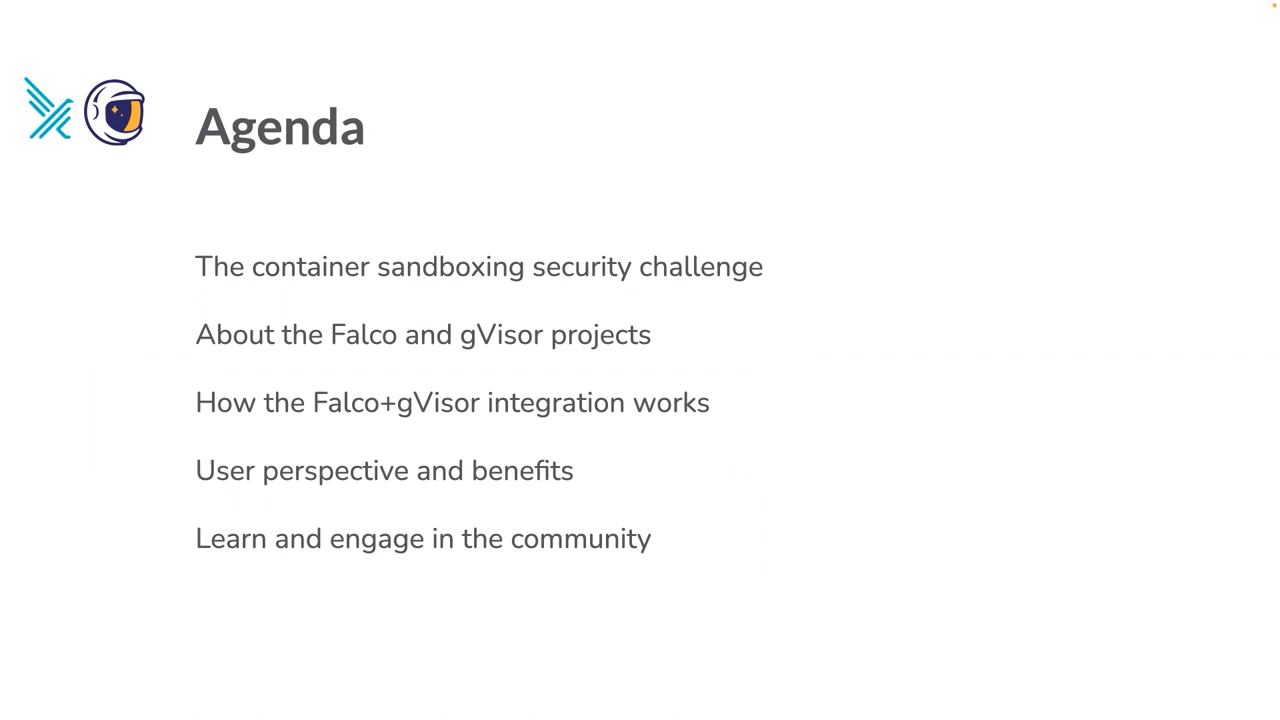 Agenda
The container sandboxing security challenge
About the Falco and gVisor projects
How the Falco+gVisor integration works
User perspective and benefits
Learn and engage in the community